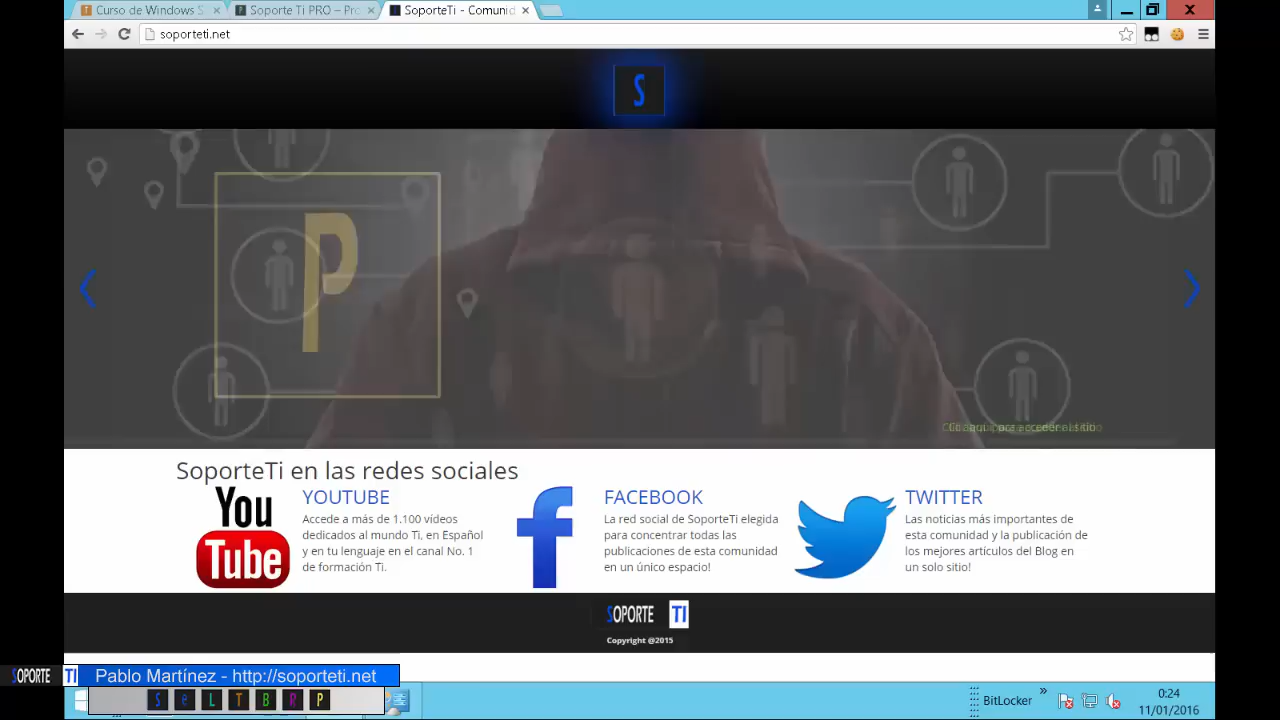 Curso de Windows S
Soporte Ti PRO – Pro
SoporteTi - Comunid
soporteti.net
S
P
SoporteTi en las redes sociales
You
Tube
YOUTUBE
Accede a más de 1.100 vídeos
dedicados al mundo Ti, en Español
y en tu lenguaje en el canal No. 1
de formación Ti.
FACEBOOK
La red social de SoporteTi elegida
para concentrar todas las
publicaciones de esta comunidad
en un único espacio!
TWITTER
Las noticias más importantes de
esta comunidad y la publicación de
los mejores artículos del Blog en
un solo sitio!
SOPORTE TI
Copyright @2015
SOPORTE TI Pablo Martínez - http://soporteti.net
S e L T B R P
BitLocker
0:24
11/01/2016